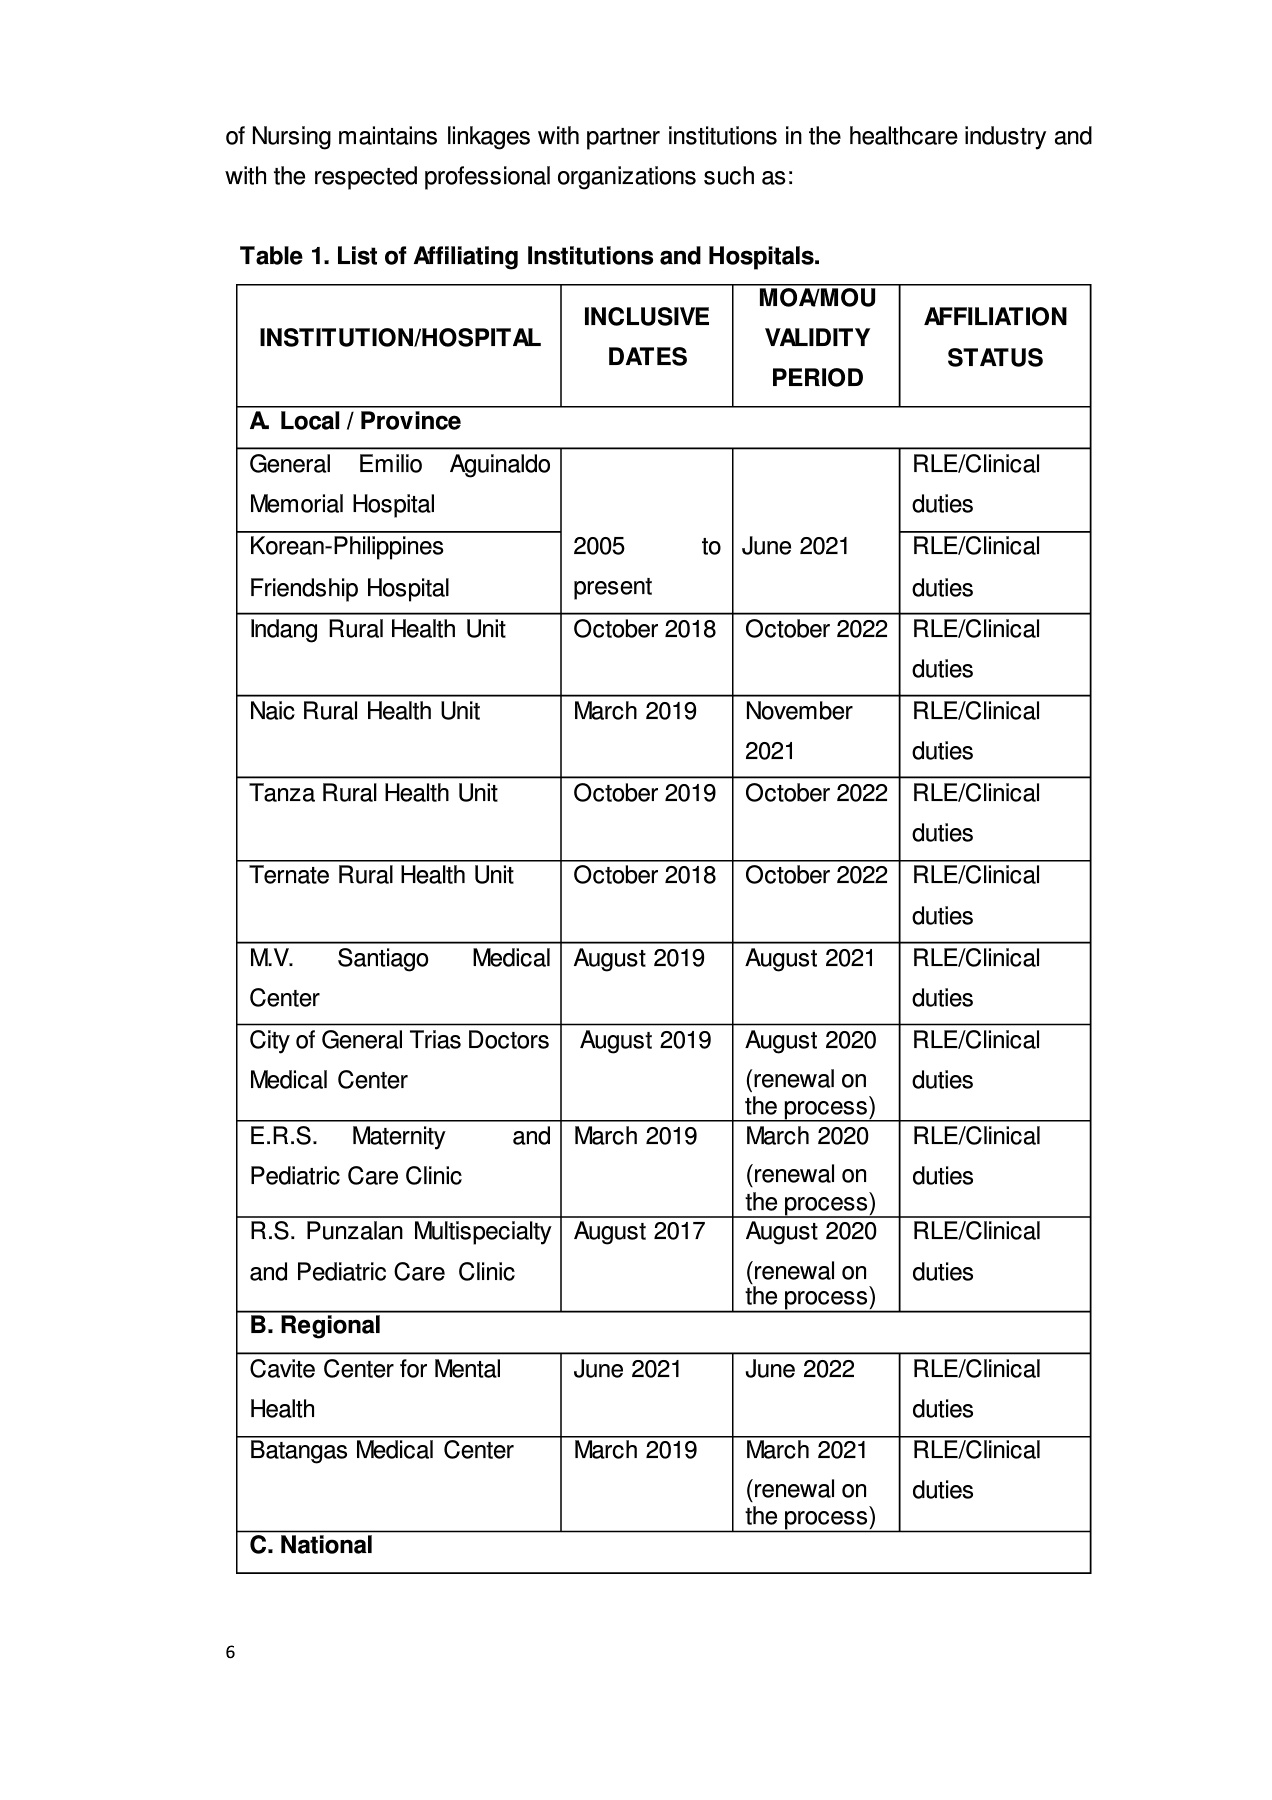 of Nursing maintains linkages with partner institutions in the healthcare industry and
with the respected professional organizations such as:
Table 1. List of Affiliating Institutions and Hospitals.
INSTITUTION/HOSPITAL
INCLUSIVE
DATES
MOA/MOU
VALIDITY
PERIOD
AFFILIATION
STATUS
A. Local / Province
General Emilio Aguinaldo
Memorial Hospital
RLE/Clinical
duties
Korean-Philippines
Friendship Hospital
2005 to
present
June 2021
RLE/Clinical
duties
Indang Rural Health Unit
October 2018
October 2022
RLE/Clinical
duties
Naic Rural Health Unit
March 2019
November
2021
RLE/Clinical
duties
Tanza Rural Health Unit
October 2019
October 2022
RLE/Clinical
duties
Ternate Rural Health Unit
October 2018
October 2022
RLE/Clinical
duties
M.V. Santiago Medical
Center
August 2019
August 2021
RLE/Clinical
duties
City of General Trias Doctors
Medical Center
August 2019
August 2020
(renewal on
the process)
RLE/Clinical
duties
E.R.S. Maternity and
Pediatric Care Clinic
March 2019
March 2020
(renewal on
the process)
RLE/Clinical
duties
R.S. Punzalan Multispecialty
and Pediatric Care Clinic
August 2017
August 2020
(renewal on
the process)
RLE/Clinical
duties
B. Regional
Cavite Center for Mental
Health
June 2021
June 2022
RLE/Clinical
duties
Batangas Medical Center
March 2019
March 2021
(renewal on
the process)
RLE/Clinical
duties
C. National
6